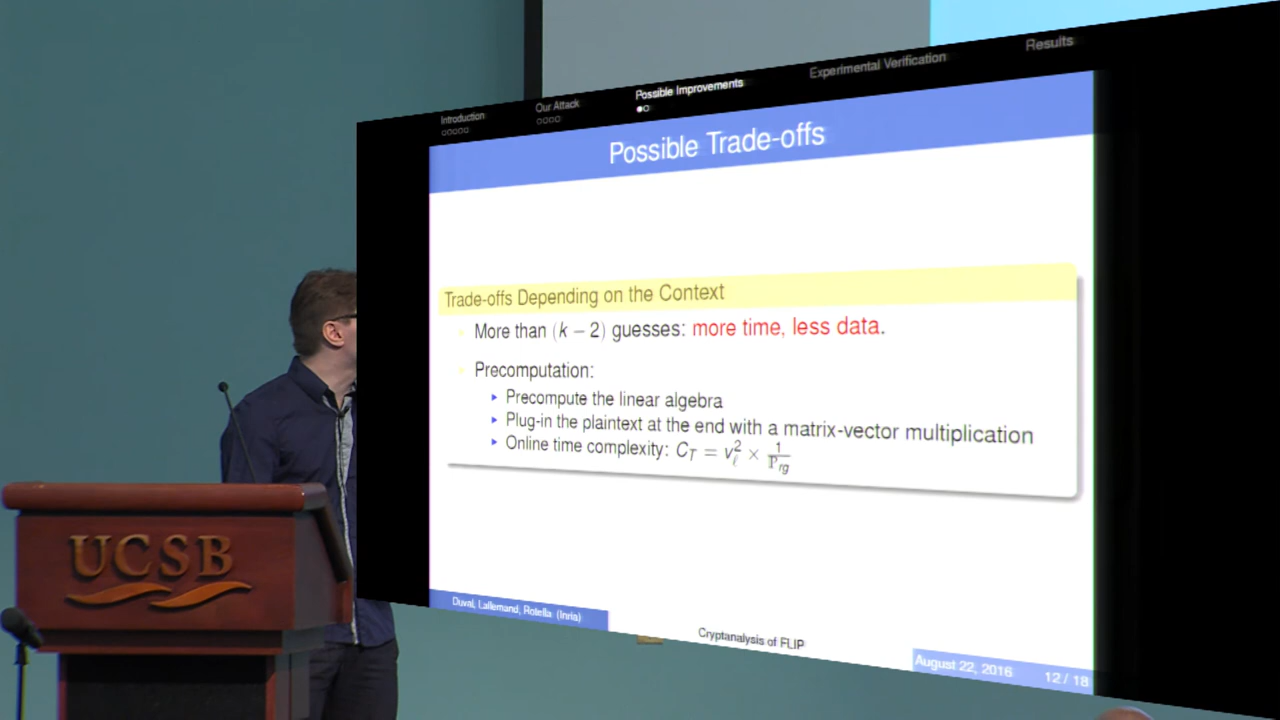 Introduction
Our Attack
Possible Improvements
Experimental Verification
Results
Possible Trade-offs
Trade-offs Depending on the Context
More than (k − 2) guesses: more time, less data.
Precomputation:
Precompute the linear algebra
Plug-in the plaintext at the end with a matrix-vector multiplication
Online time complexity: C_T = v_ℓ^2 × 1/P_rg
UCSB
Duval, Lallemand, Rotella (Inria)
Cryptanalysis of FLIP
August 22, 2016
12 / 18